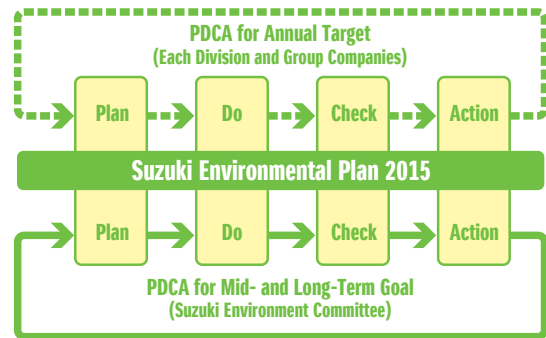 PDCA for Annual Target
(Each Division and Group Companies)
Plan Do Check Action
Suzuki Environmental Plan 2015
Plan Do Check Action
PDCA for Mid- and Long-Term Goal
(Suzuki Environment Committee)